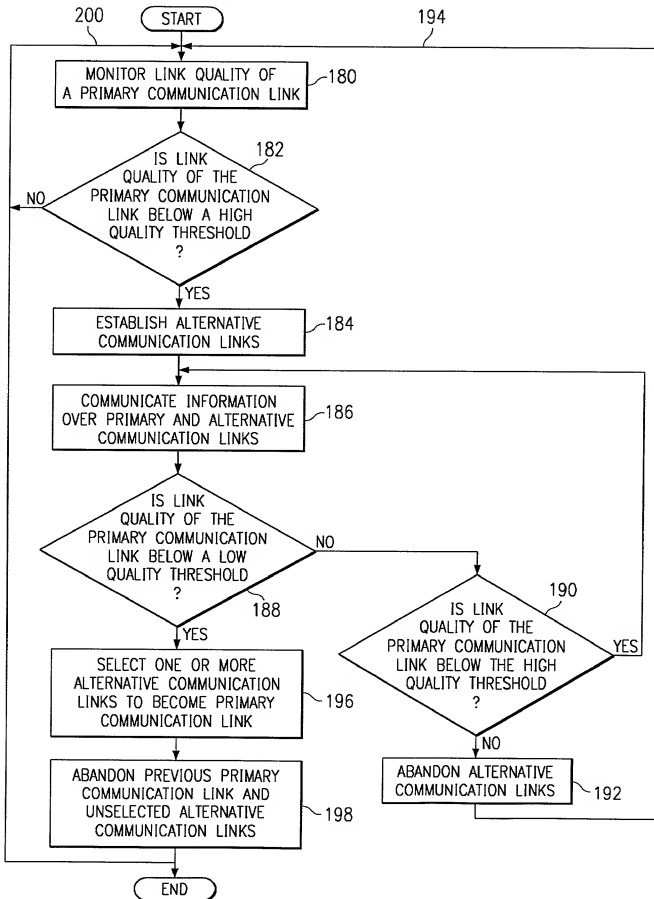 200
START
194
MONITOR LINK QUALITY OF
A PRIMARY COMMUNICATION LINK
180
182
IS LINK
QUALITY OF THE
PRIMARY COMMUNICATION
LINK BELOW A HIGH
QUALITY THRESHOLD
?
NO
YES
ESTABLISH ALTERNATIVE
COMMUNICATION LINKS
184
COMMUNICATE INFORMATION
OVER PRIMARY AND ALTERNATIVE
COMMUNICATION LINKS
186
IS LINK
QUALITY OF THE
PRIMARY COMMUNICATION
LINK BELOW A LOW
QUALITY THRESHOLD
?
188
NO
YES
190
IS LINK
QUALITY OF THE
PRIMARY COMMUNICATION
LINK BELOW THE HIGH
QUALITY THRESHOLD
?
YES
NO
SELECT ONE OR MORE
ALTERNATIVE COMMUNICATION
LINKS TO BECOME PRIMARY
COMMUNICATION LINK
196
ABANDON ALTERNATIVE
COMMUNICATION LINKS
192
ABANDON PREVIOUS PRIMARY
COMMUNICATION LINK AND
UNSELECTED ALTERNATIVE
COMMUNICATION LINKS
198
END